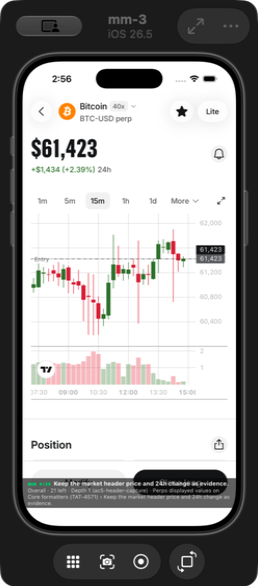 mm-3
iOS 26.5
2:56
Bitcoin 40x
BTC-USD perp
Lite
$61,423
+$1,434 (+2.39%) 24h
1m 5m 15m 1h 1d More
62,000
61,423
Entry
61,423
61,200
60,800
60,400
2
1
07:30 09:00 10:30 12:00 13:30 15:0
Position
Keep the market header price and 24h change as evidence.
Overall · 21 left · Depth 1 (ac5-header-capture) · Perps displayed values on
Core formatters (TAT-4571) › Keep the market header price and 24h change as
evidence.